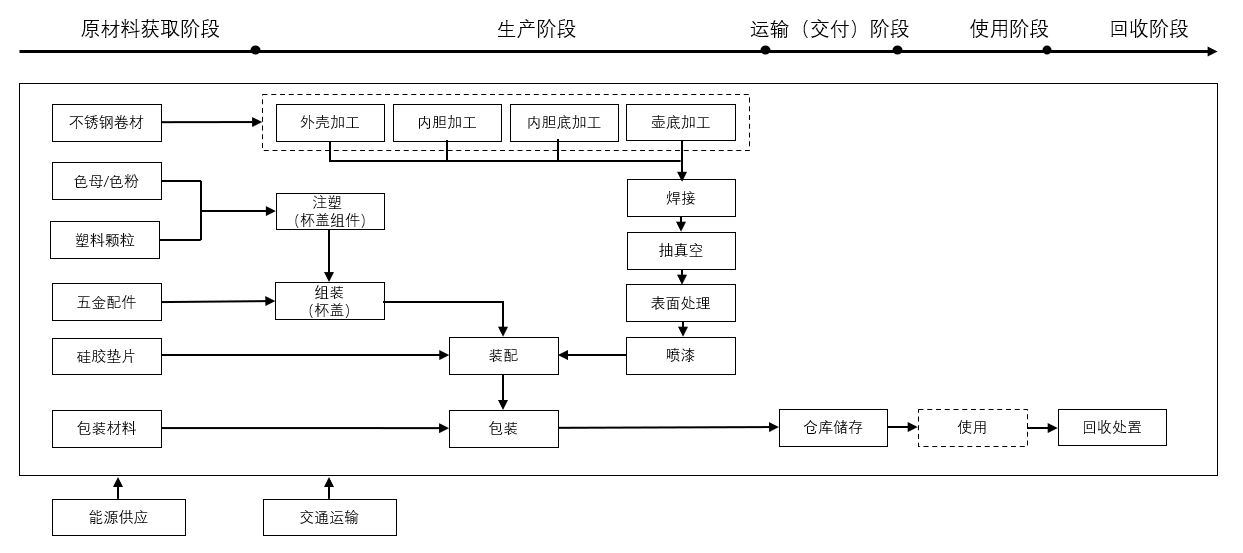 原材料获取阶段
生产阶段
运输（交付）阶段
使用阶段
回收阶段
不锈钢卷材
外壳加工
内胆加工
内胆底加工
壶底加工
色母/色粉
注塑
（杯盖组件）
焊接
塑料颗粒
抽真空
五金配件
组装
（杯盖）
表面处理
硅胶垫片
装配
喷漆
包装材料
包装
仓库储存
使用
回收处置
能源供应
交通运输